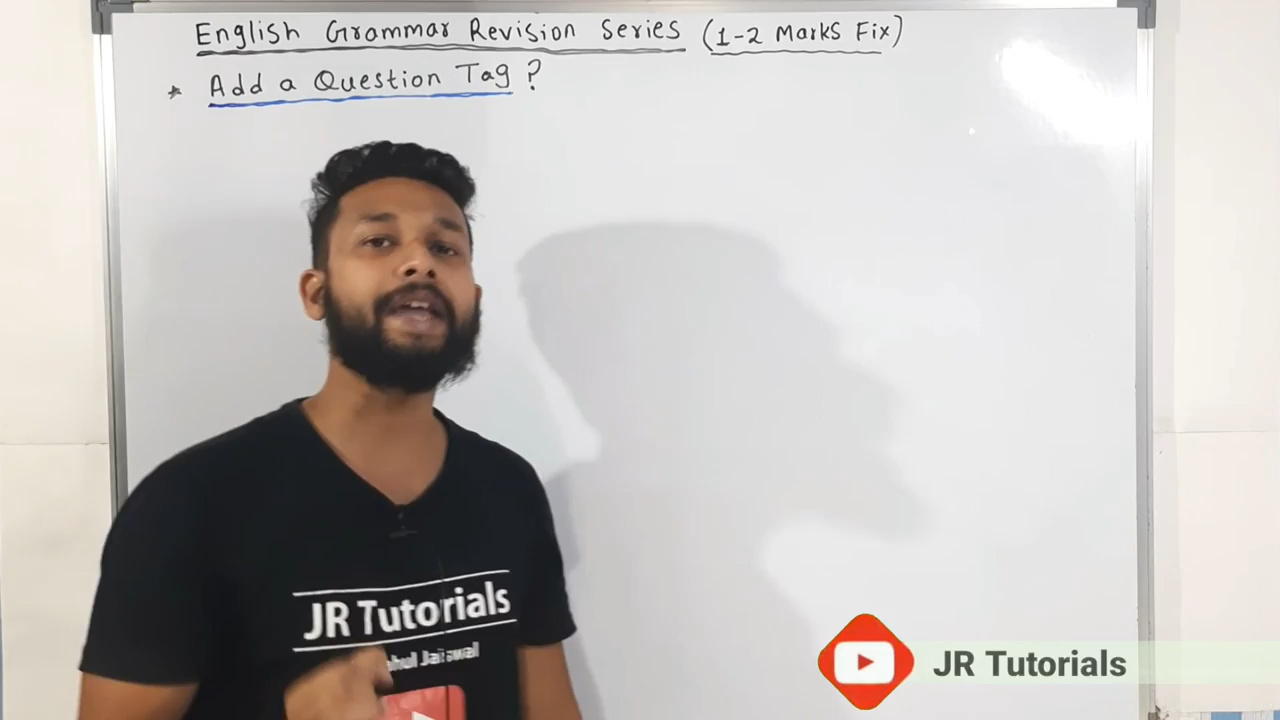 English Grammar Revision Series (1-2 Marks Fix)
* Add a Question Tag ?
JR Tutorials
JR Tutorials